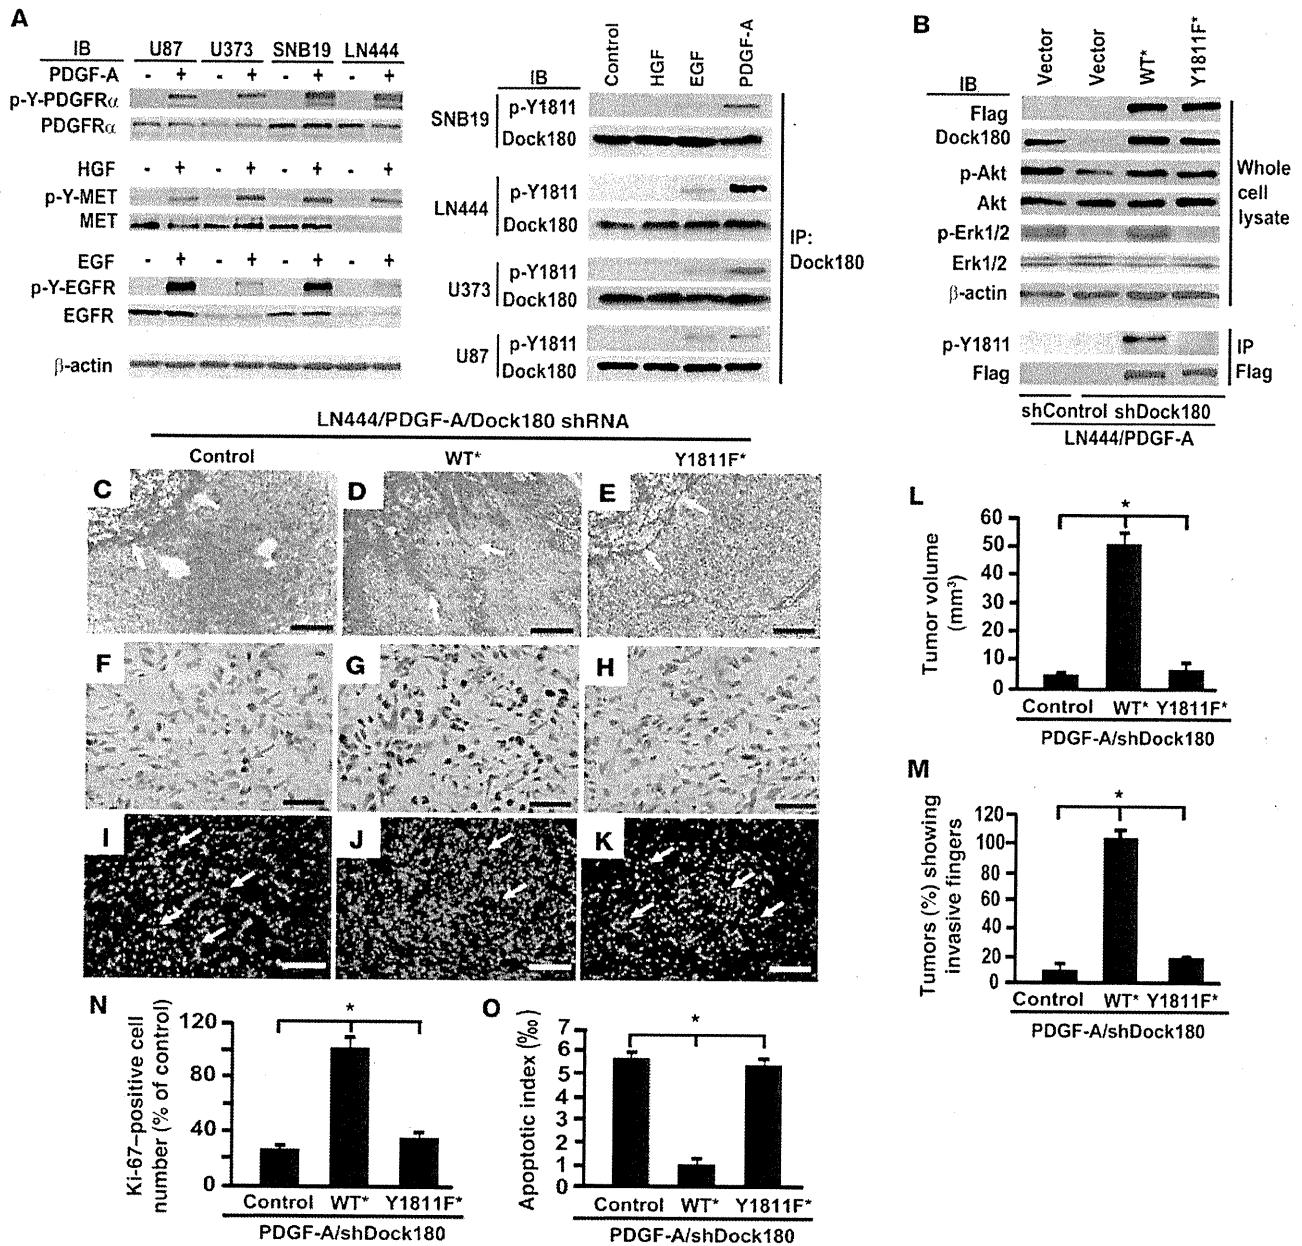 A
IB U87 U373 SNB19 LN444
PDGF-A - + - + - + - +
p-Y-PDGFRα
PDGFRα
HGF - + - + - + - +
p-Y-MET
MET
EGF - + - + - + - +
p-Y-EGFR
EGFR
β-actin
IB Control HGF EGF PDGF-A
SNB19 p-Y1811
Dock180
LN444 p-Y1811
Dock180
U373 p-Y1811
Dock180
U87 p-Y1811
Dock180
IP:
Dock180
B
IB Vector Vector WT* Y1811F*
Flag
Dock180
p-Akt
Akt
p-Erk1/2
Erk1/2
β-actin
Whole
cell
lysate
p-Y1811
Flag
IP
Flag
shControl shDock180
LN444/PDGF-A
LN444/PDGF-A/Dock180 shRNA
Control WT* Y1811F*
C D E
F G H
I J K
L
Tumor volume
(mm³)
60
50
40
30
20
10
0
*
Control WT* Y1811F*
PDGF-A/shDock180
M
Tumors (%) showing
invasive fingers
120
100
80
60
40
20
0
*
Control WT* Y1811F*
PDGF-A/shDock180
N
Ki-67–positive cell
number (% of control)
120
80
40
0
*
Control WT* Y1811F*
PDGF-A/shDock180
O
Apoptotic index (‰)
7
6
5
4
3
2
1
0
*
Control WT* Y1811F*
PDGF-A/shDock180